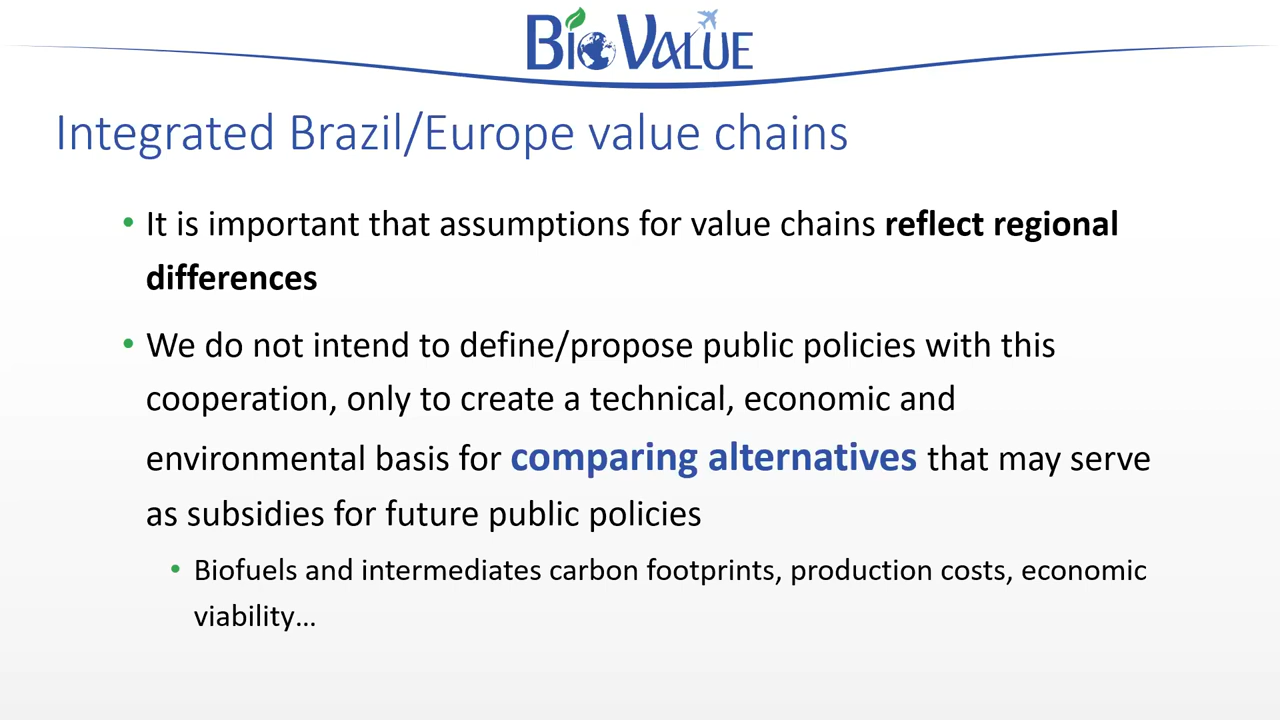 BioValue
Integrated Brazil/Europe value chains
• It is important that assumptions for value chains reflect regional
differences
• We do not intend to define/propose public policies with this
cooperation, only to create a technical, economic and
environmental basis for comparing alternatives that may serve
as subsidies for future public policies
• Biofuels and intermediates carbon footprints, production costs, economic
viability…